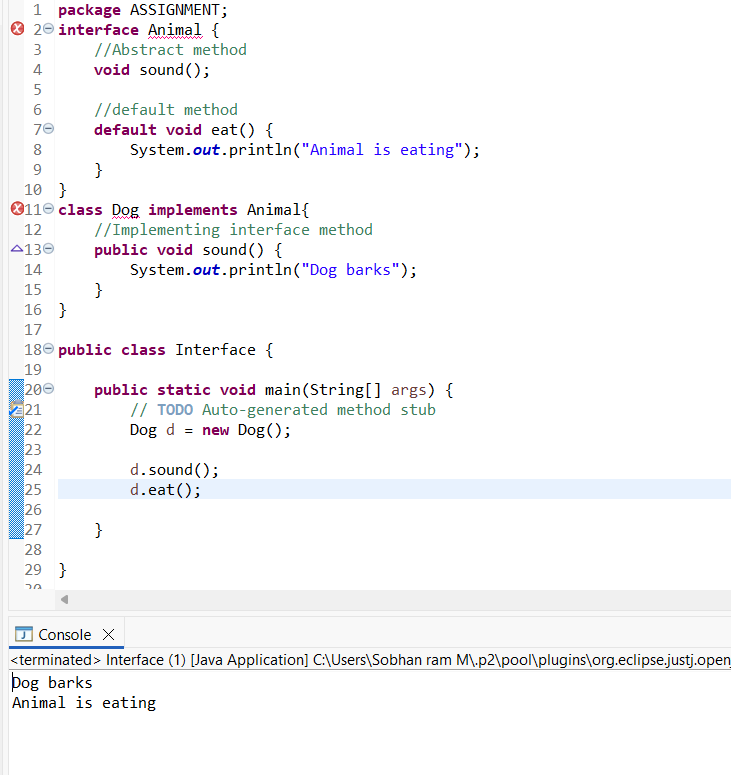 1 package ASSIGNMENT;
2 interface Animal {
3 //Abstract method
4 void sound();
5
6 //default method
7 default void eat() {
8 System.out.println("Animal is eating");
9 }
10 }
11 class Dog implements Animal{
12 //Implementing interface method
13 public void sound() {
14 System.out.println("Dog barks");
15 }
16 }
17
18 public class Interface {
19
20 public static void main(String[] args) {
21 // TODO Auto-generated method stub
22 Dog d = new Dog();
23
24 d.sound();
25 d.eat();
26
27 }
28
29 }
Console
<terminated> Interface (1) [Java Application] C:\Users\Sobhan ram M\.p2\pool\plugins\org.eclipse.justj.open
Dog barks
Animal is eating